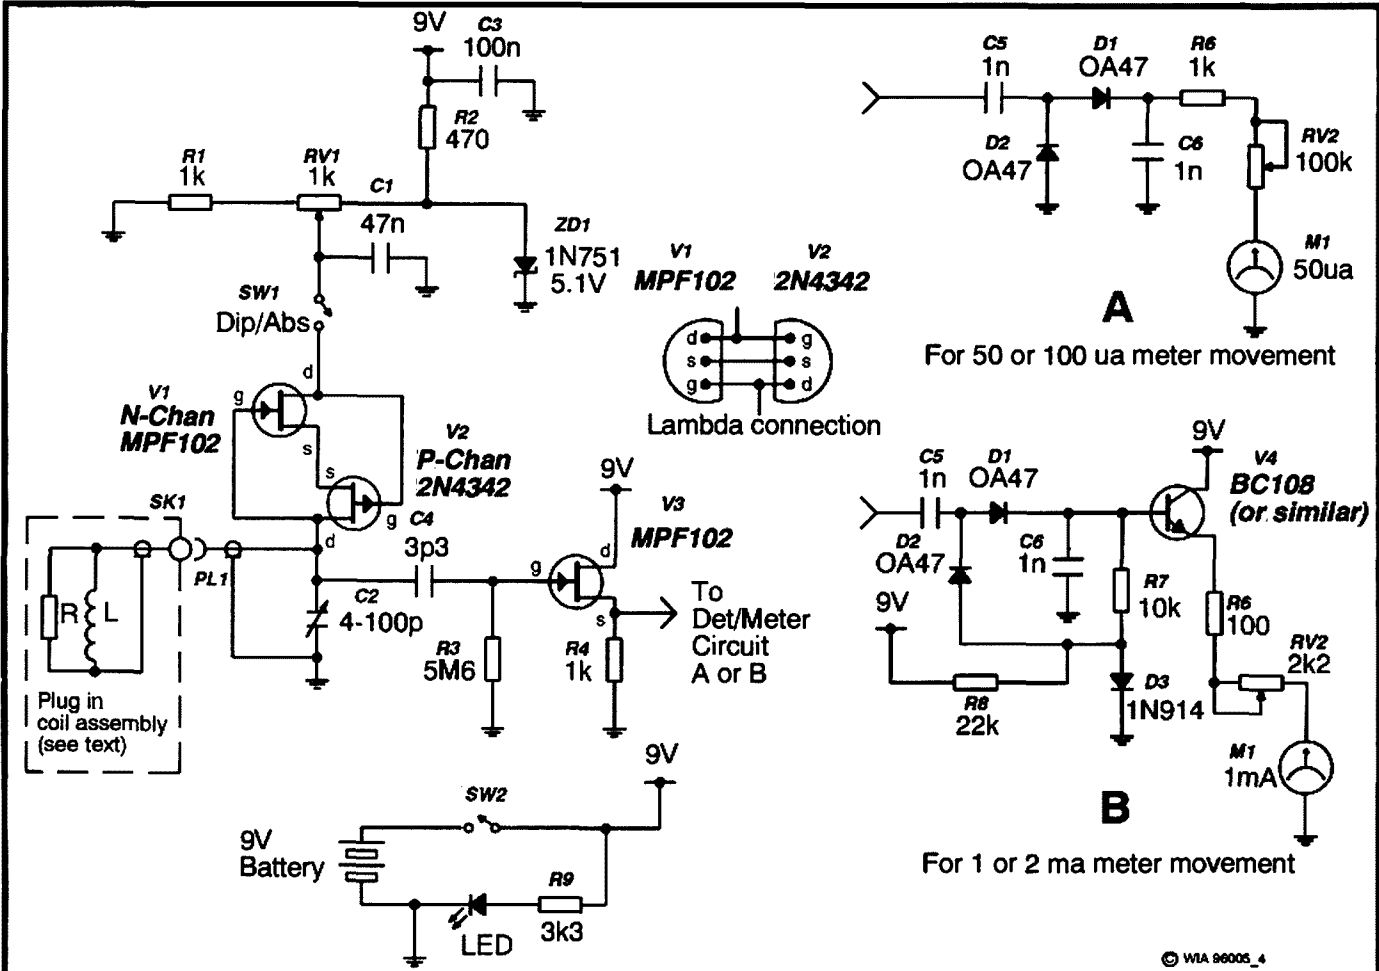 9V
C3
100n
R2
470
R1
1k
RV1
1k
C1
47n
ZD1
1N751
5.1V
SW1
Dip/Abs
d
g
s
V1
N-Chan
MPF102
s
g
d
V2
P-Chan
2N4342
SK1
PL1
R
L
Plug in
coil assembly
(see text)
C2
4-100p
C4
3p3
R3
5M6
9V
V3
MPF102
d
g
s
R4
1k
To
Det/Meter
Circuit
A or B
V1
MPF102
V2
2N4342
d
s
g
g
s
d
Lambda connection
9V
Battery
SW2
9V
R9
3k3
LED
C5
1n
D1
OA47
R6
1k
D2
OA47
C6
1n
RV2
100k
M1
50ua
A
For 50 or 100 ua meter movement
C5
1n
D1
OA47
9V
V4
BC108
(or similar)
D2
OA47
C6
1n
R7
10k
9V
R8
22k
D3
1N914
R6
100
RV2
2k2
M1
1mA
B
For 1 or 2 ma meter movement
© WIA 96005_4